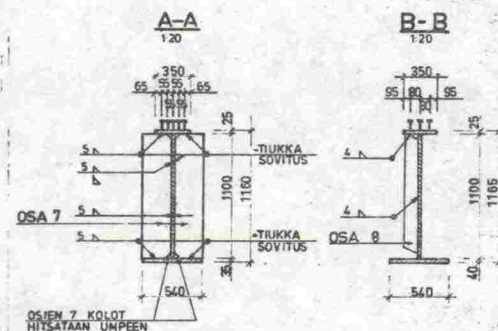 A-A
1:20
350
65 55 55 65
55 55
25
5
TIUKKA
SOVITUS
5
1100
1160
OSA 7
5
5
TIUKKA
SOVITUS
35
540
OSIEN 7 KOLOT
HITSATAAN UMPEEN
B-B
1:20
350
95 80 95
80
25
4
1100
1165
4
OSA 8
40
540